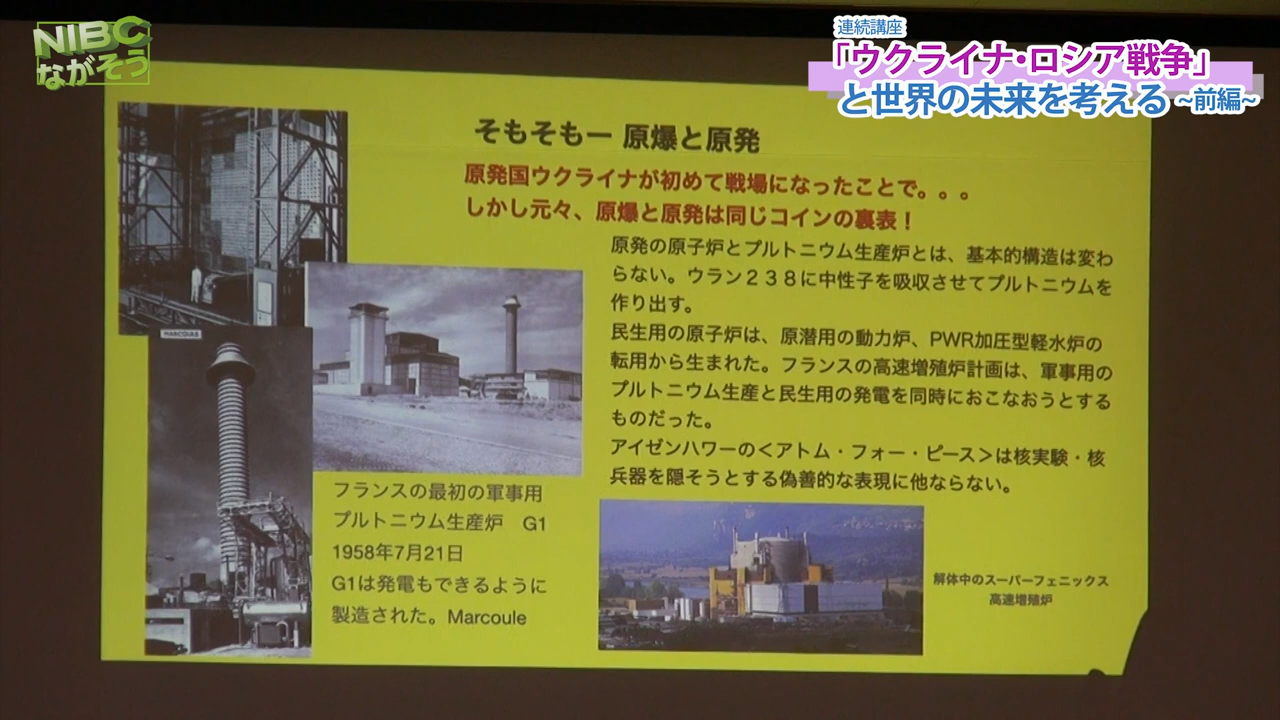 NIBC
ながそう
連続講座
「ウクライナ・ロシア戦争」
と世界の未来を考える ~前編~
そもそもー 原爆と原発
原発国ウクライナが初めて戦場になったことで。。。
しかし元々、原爆と原発は同じコインの裏表！
原発の原子炉とプルトニウム生産炉とは、基本的構造は変わ
らない。ウラン２３８に中性子を吸収させてプルトニウムを
作り出す。
民生用の原子炉は、原潜用の動力炉、PWR加圧型軽水炉の
転用から生まれた。フランスの高速増殖炉計画は、軍事用の
プルトニウム生産と民生用の発電を同時におこなおうとする
ものだった。
アイゼンハワーの＜アトム・フォー・ピース＞は核実験・核
兵器を隠そうとする偽善的な表現に他ならない。
MARCOULE
フランスの最初の軍事用
プルトニウム生産炉　G1
1958年7月21日
G1は発電もできるように
製造された。Marcoule
解体中のスーパーフェニックス
高速増殖炉